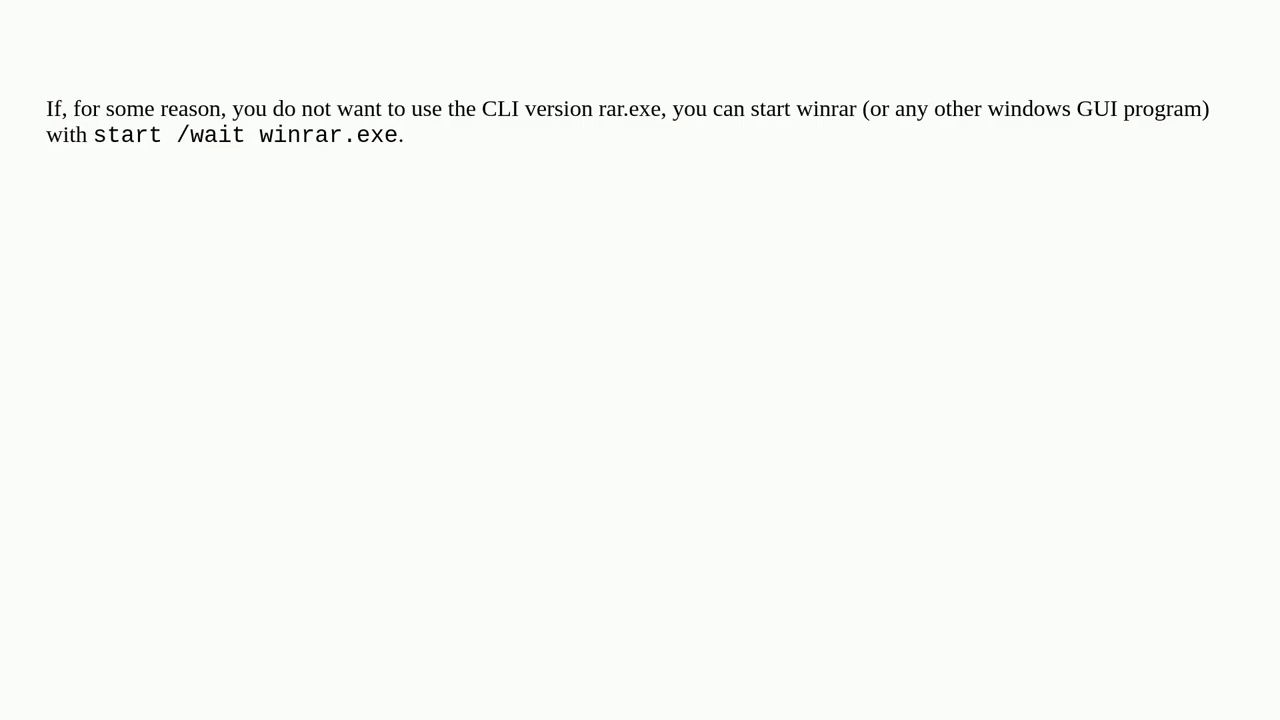 If, for some reason, you do not want to use the CLI version rar.exe, you can start winrar (or any other windows GUI program)
with start /wait winrar.exe.